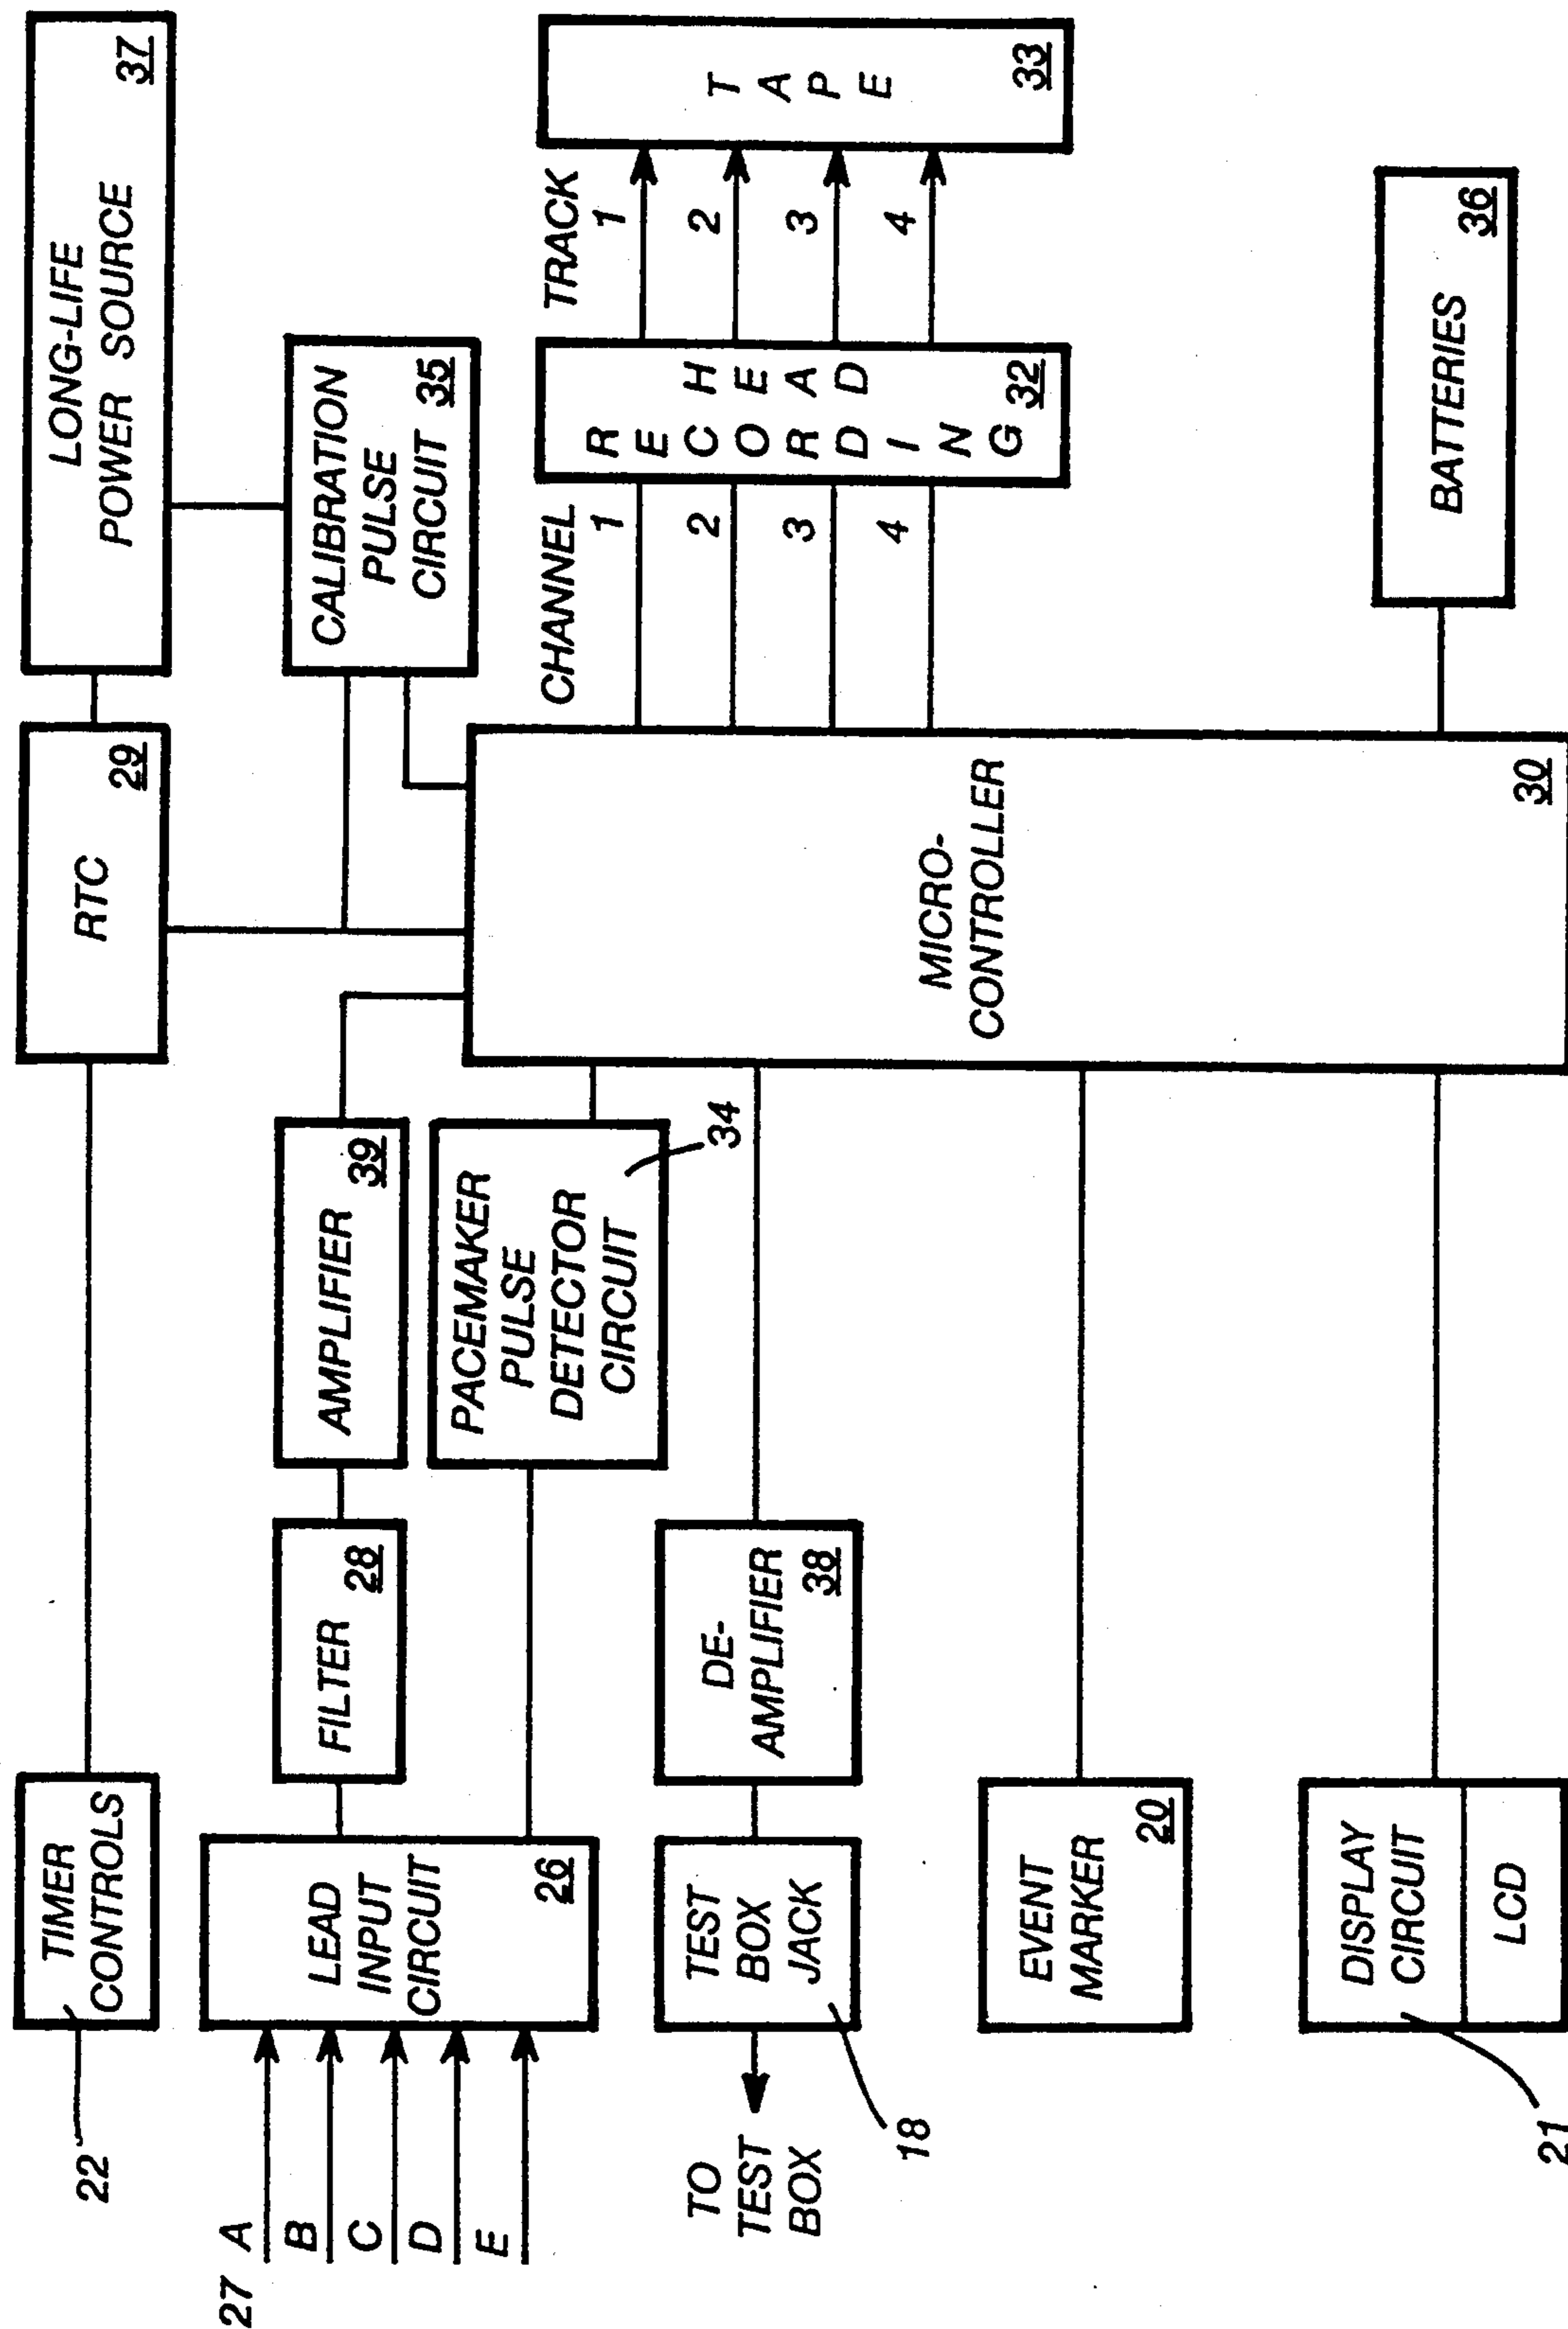 TIMER
CONTROLS
22
RTC
29
LONG-LIFE
POWER SOURCE
37
27
A
B
C
D
E
LEAD
INPUT
CIRCUIT
26
FILTER
28
AMPLIFIER
39
PACEMAKER
PULSE
DETECTOR
CIRCUIT
34
CALIBRATION
PULSE
CIRCUIT
35
TO
TEST
BOX
TEST
BOX
JACK
18
DE-
AMPLIFIER
38
MICRO-
CONTROLLER
30
CHANNEL
1
2
3
4
RECORDING
HEAD
32
TRACK
1
2
3
4
TAPE
33
EVENT
MARKER
20
DISPLAY
CIRCUIT
LCD
21
BATTERIES
36